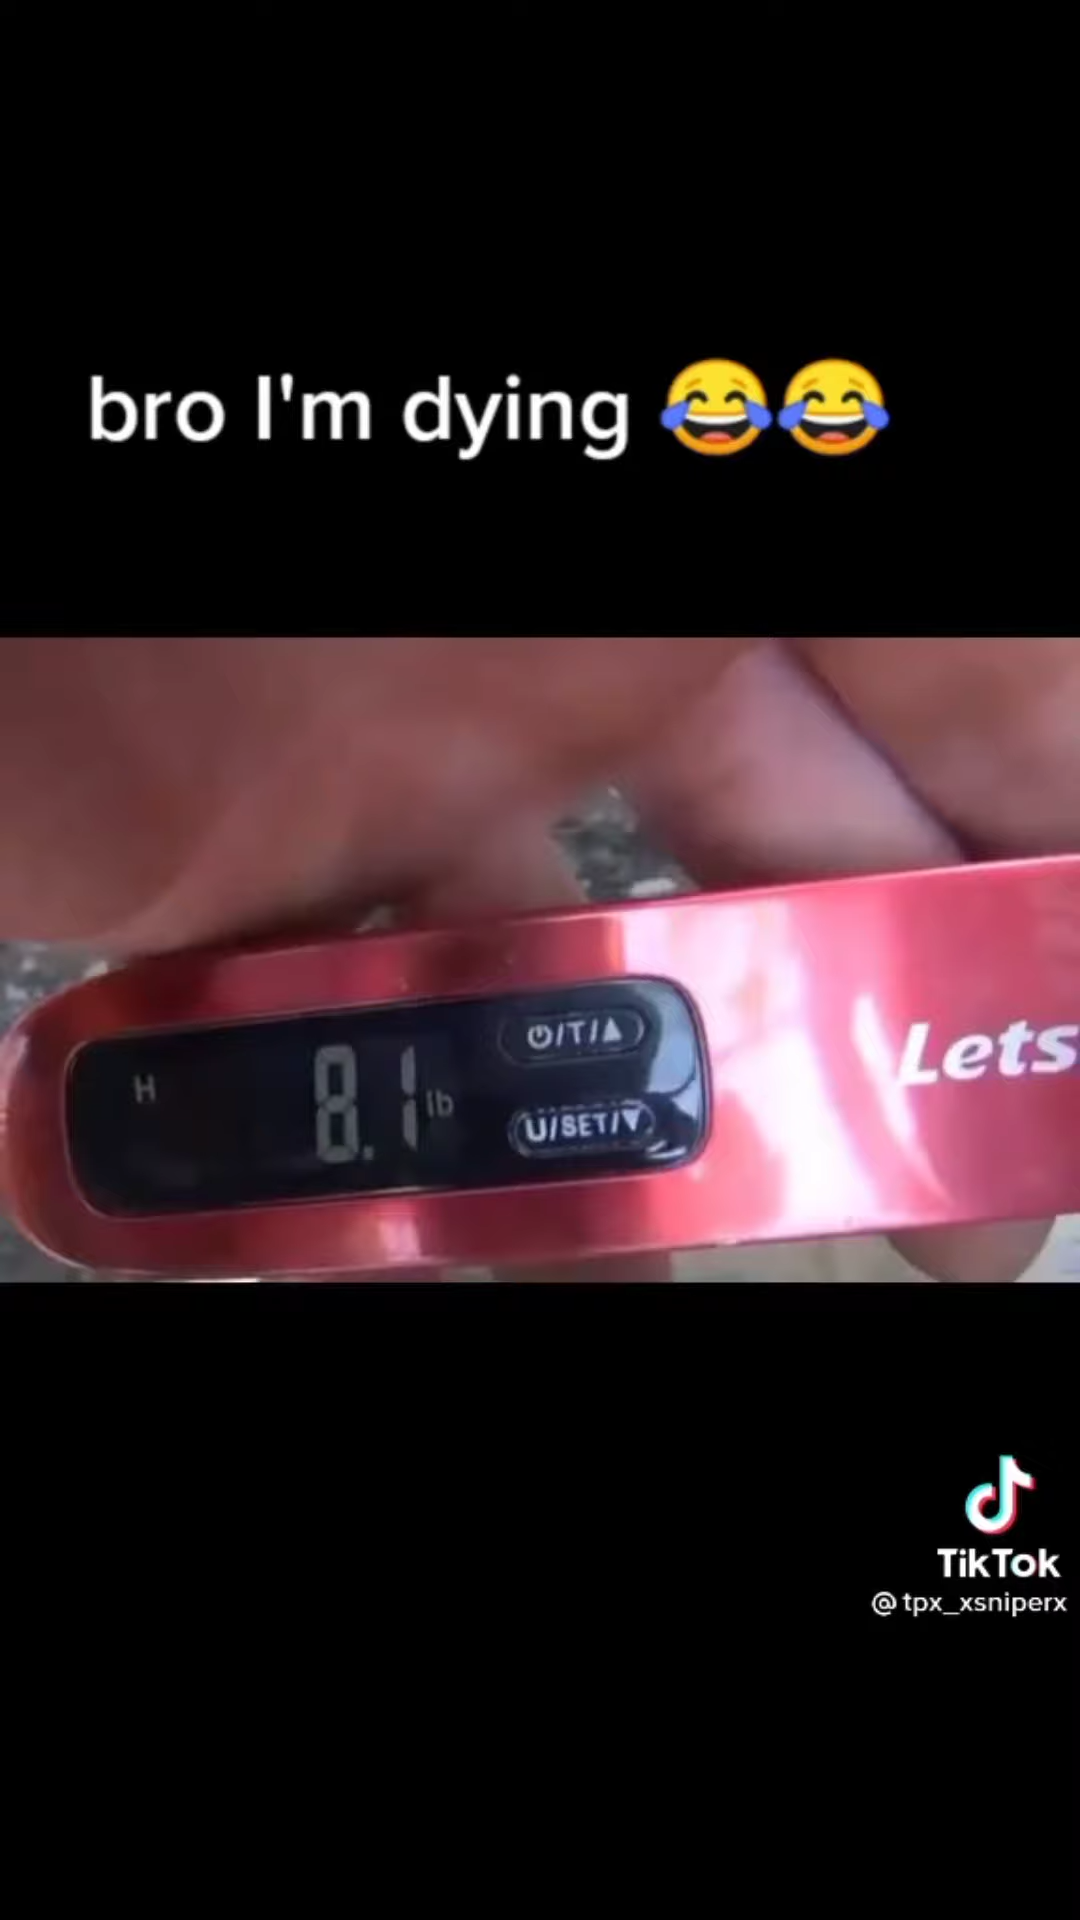 bro I'm dying 😂😂
⏻/T/▲
H 8.1 lb
U/SET/▼
Lets
TikTok
@tpx_xsniperx